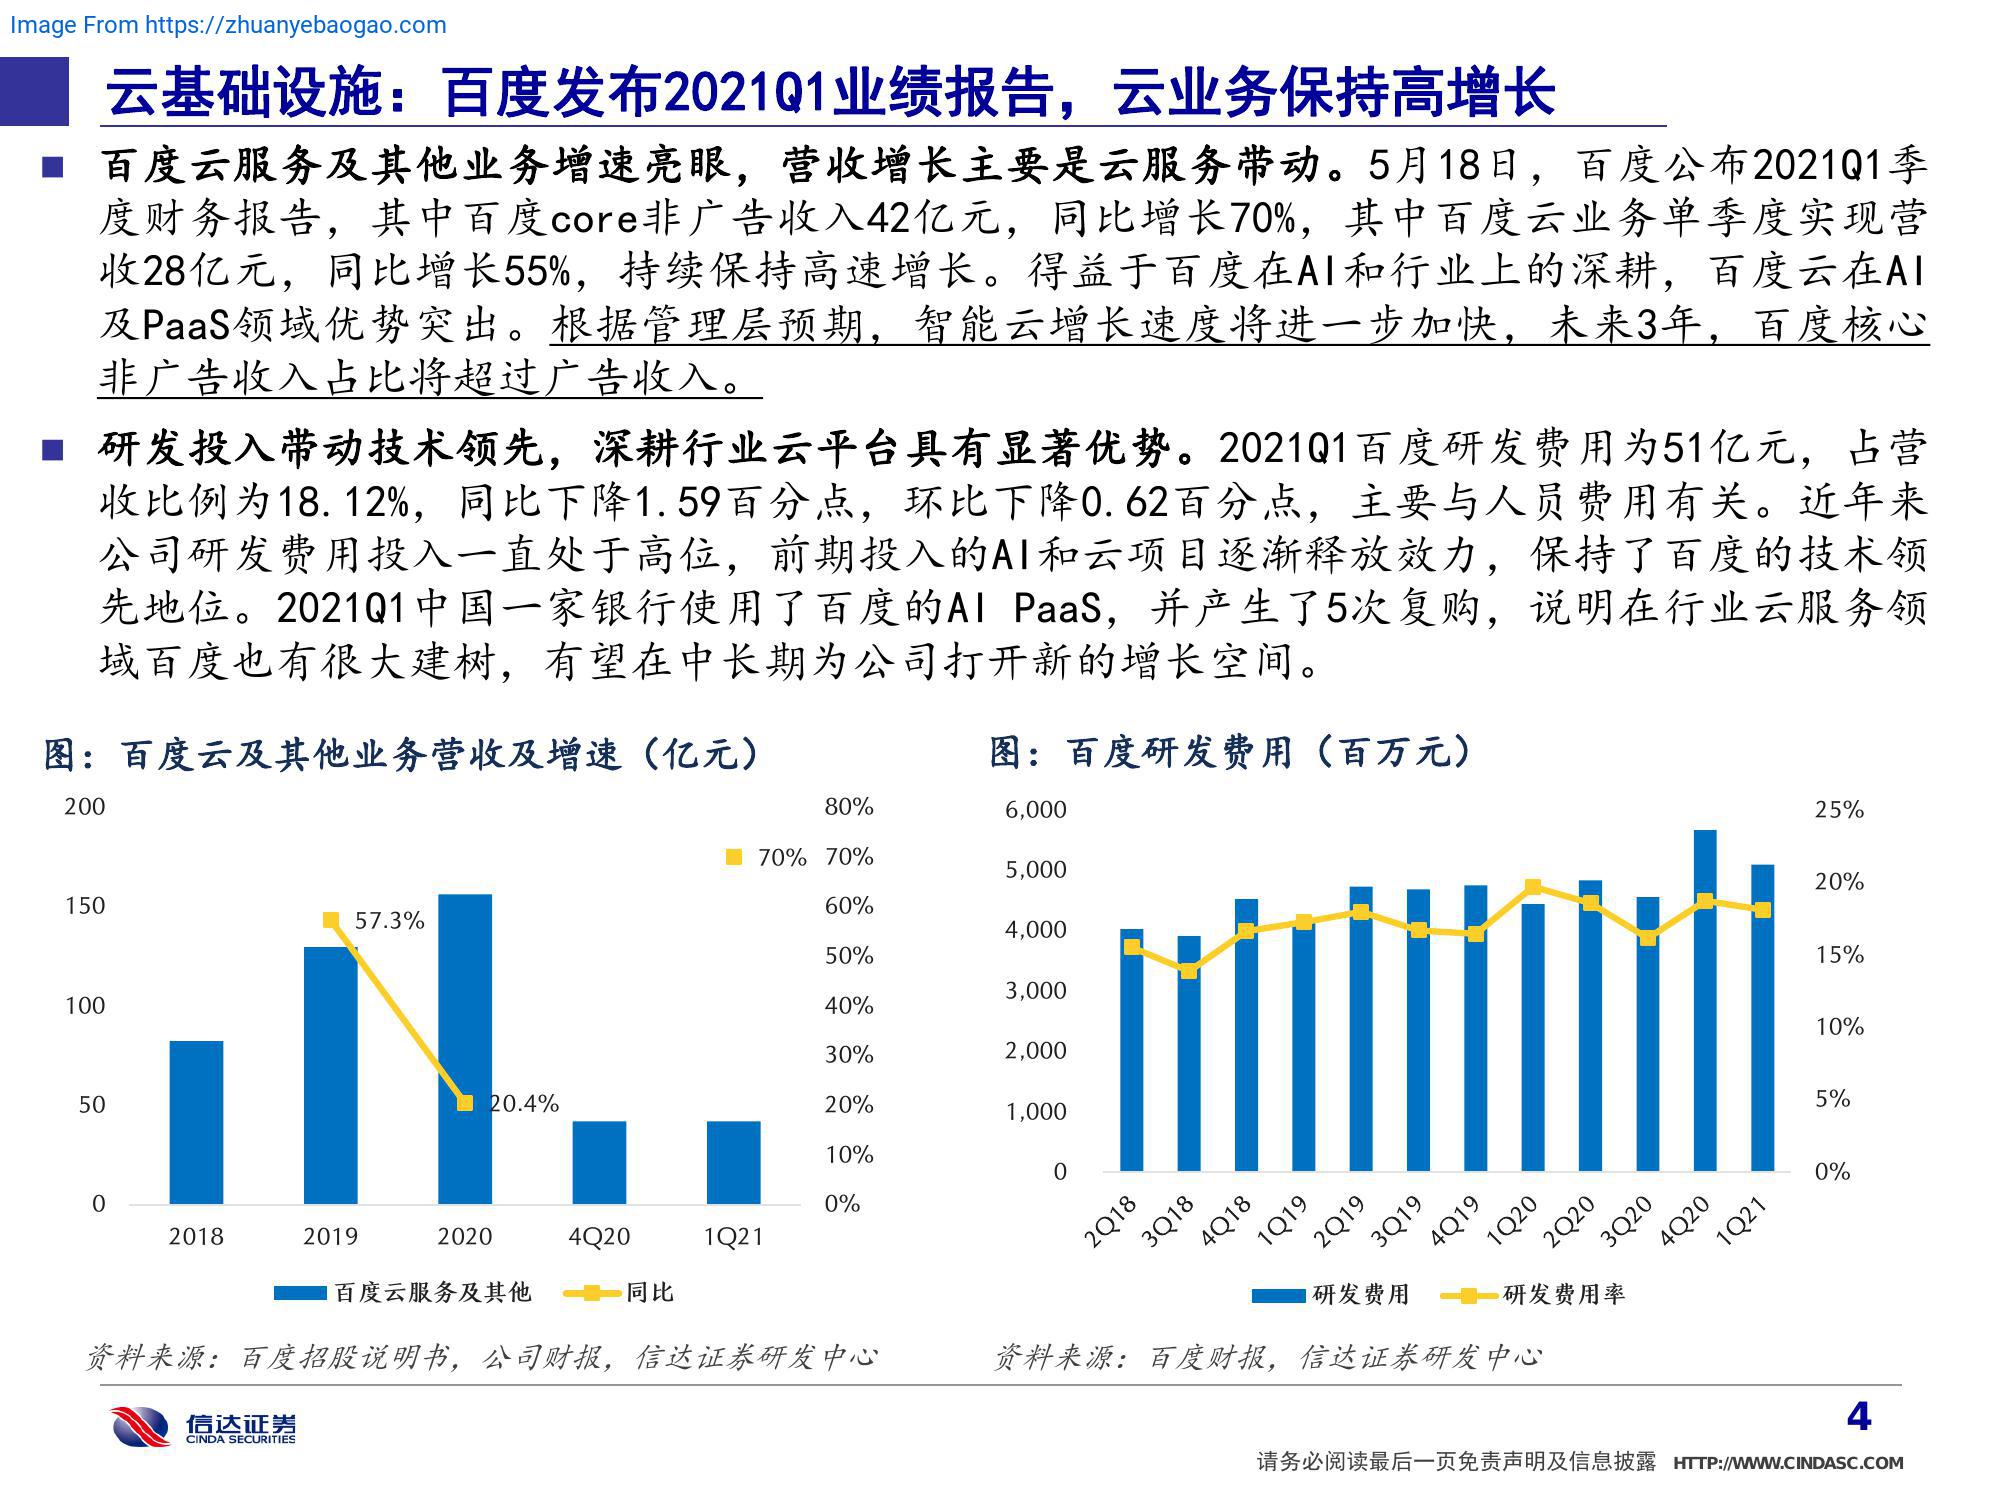 Image From https://zhuanyebaogao.com
云基础设施：百度发布2021Q1业绩报告，云业务保持高增长
百度云服务及其他业务增速亮眼，营收增长主要是云服务带动。5月18日，百度公布2021Q1季
度财务报告，其中百度core非广告收入42亿元，同比增长70%，其中百度云业务单季度实现营
收28亿元，同比增长55%，持续保持高速增长。得益于百度在AI和行业上的深耕，百度云在AI
及PaaS领域优势突出。根据管理层预期，智能云增长速度将进一步加快，未来3年，百度核心
非广告收入占比将超过广告收入。
研发投入带动技术领先，深耕行业云平台具有显著优势。2021Q1百度研发费用为51亿元，占营
收比例为18.12%，同比下降1.59百分点，环比下降0.62百分点，主要与人员费用有关。近年来
公司研发费用投入一直处于高位，前期投入的AI和云项目逐渐释放效力，保持了百度的技术领
先地位。2021Q1中国一家银行使用了百度的AI PaaS，并产生了5次复购，说明在行业云服务领
域百度也有很大建树，有望在中长期为公司打开新的增长空间。
图：百度云及其他业务营收及增速（亿元）
200
150
100
50
0
80%
70%
60%
50%
40%
30%
20%
10%
0%
57.3%
20.4%
70%
2018 2019 2020 4Q20 1Q21
百度云服务及其他 同比
资料来源：百度招股说明书，公司财报，信达证券研发中心
图：百度研发费用（百万元）
6,000
5,000
4,000
3,000
2,000
1,000
0
25%
20%
15%
10%
5%
0%
2Q18 3Q18 4Q18 1Q19 2Q19 3Q19 4Q19 1Q20 2Q20 3Q20 4Q20 1Q21
研发费用 研发费用率
资料来源：百度财报，信达证券研发中心
信达证券
CINDA SECURITIES
4
请务必阅读最后一页免责声明及信息披露 HTTP://WWW.CINDASC.COM